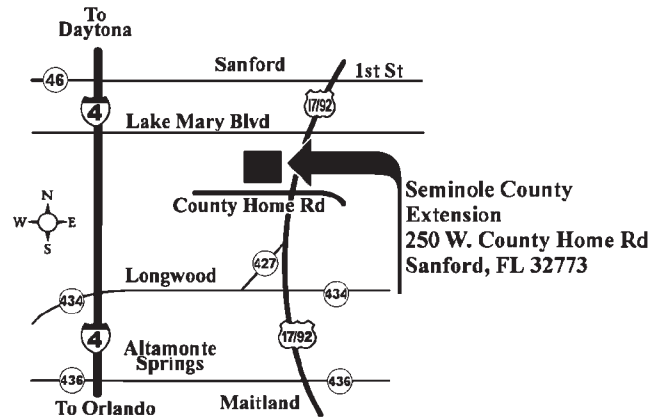 To
Daytona
Sanford
1st St
46
17/92
4
Lake Mary Blvd
N
W E
S
County Home Rd
Seminole County
Extension
250 W. County Home Rd
Sanford, FL 32773
427
Longwood
434
434
4
17/92
Altamonte
Springs
436
436
To Orlando
Maitland